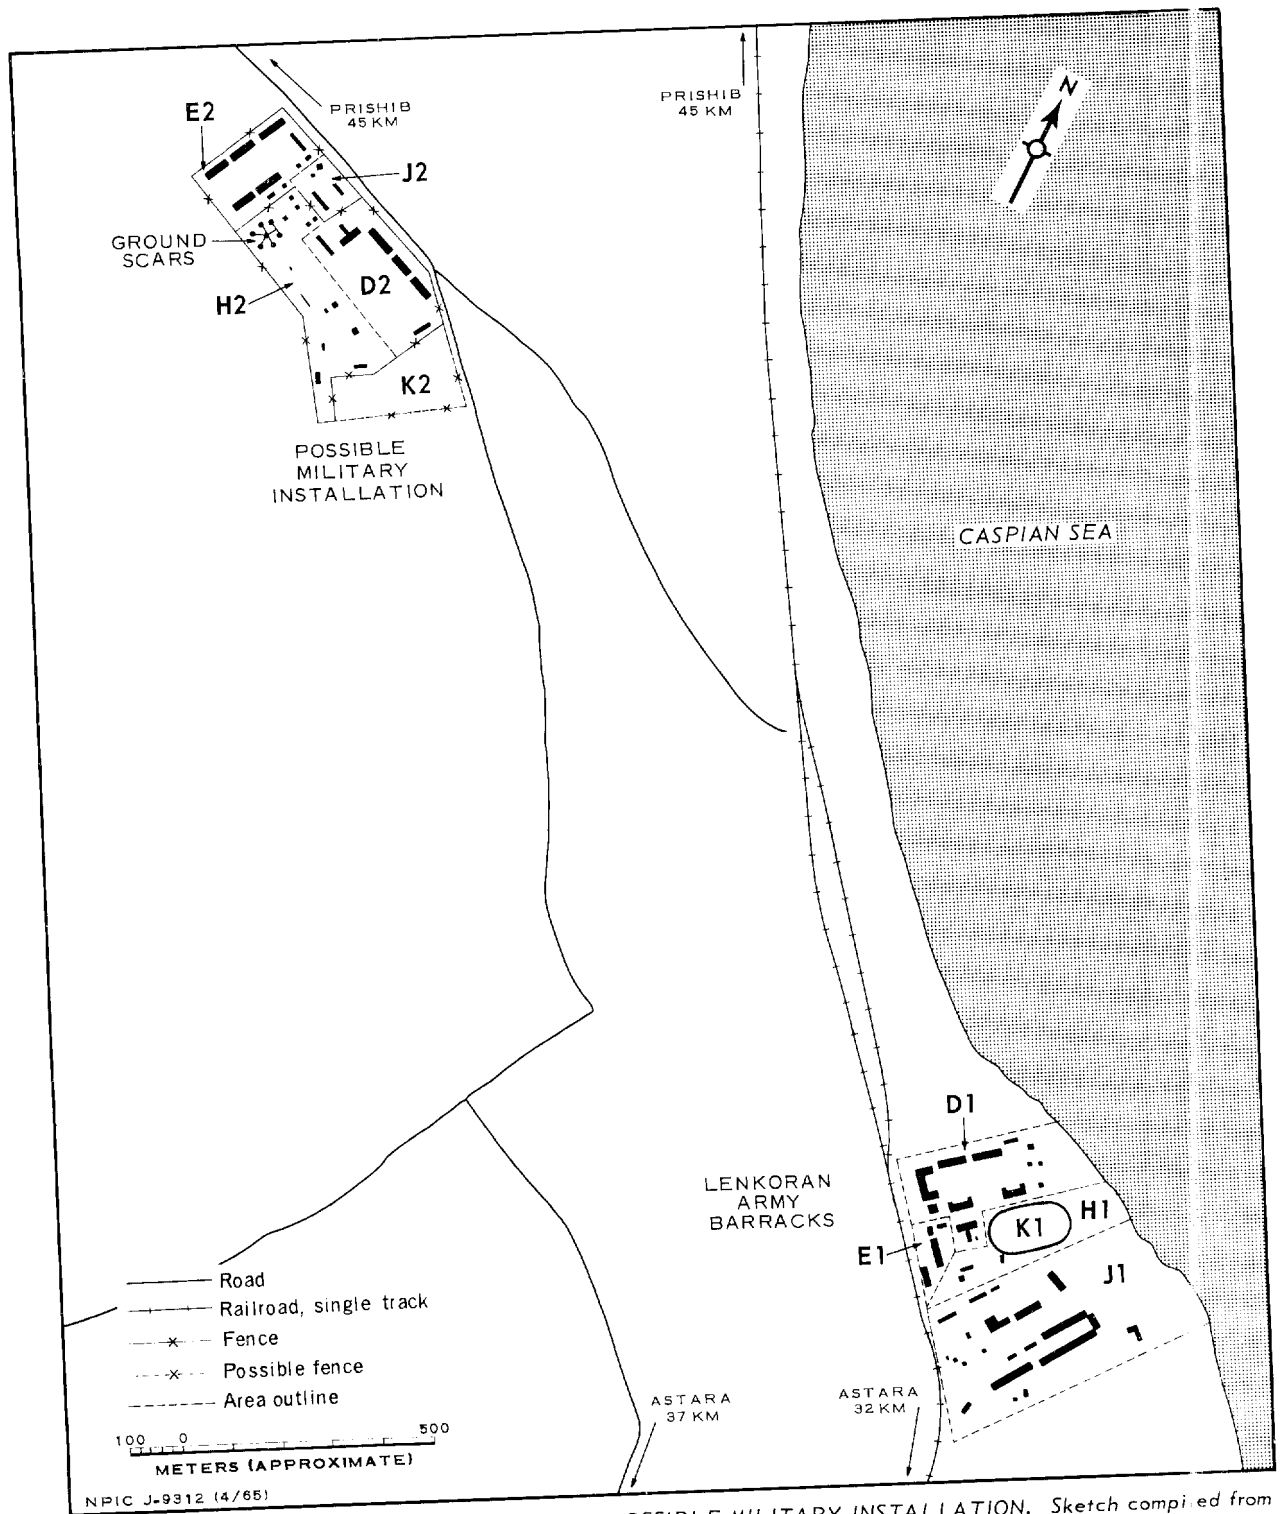 PRISHIB
45 KM
PRISHIB
45 KM
N
E2
J2
GROUND
SCARS
D2
H2
K2
POSSIBLE
MILITARY
INSTALLATION
CASPIAN SEA
D1
LENKORAN
ARMY
BARRACKS
H1
K1
E1
J1
Road
Railroad, single track
Fence
Possible fence
Area outline
ASTARA
37 KM
ASTARA
32 KM
100 0 500
METERS (APPROXIMATE)
NPIC J-9312 (4/65)
MILITARY INSTALLATION. Sketch compiled from